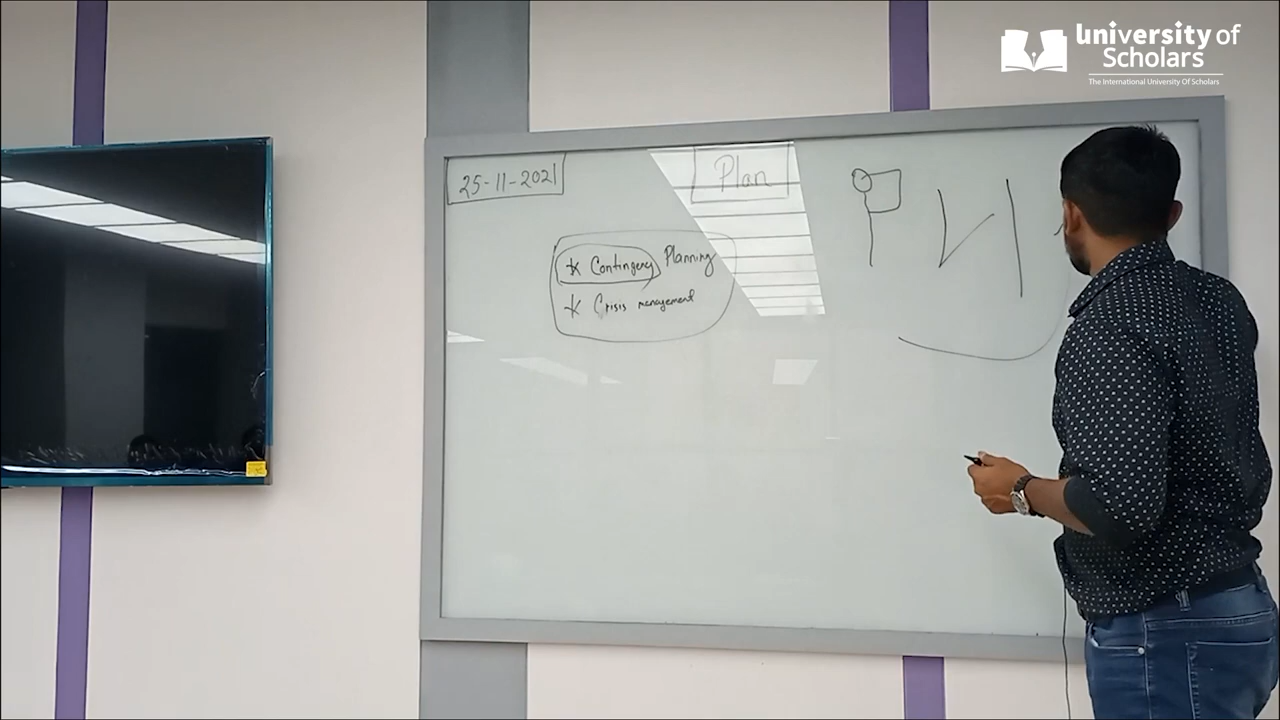 University of
Scholars
The International University Of Scholars
25-11-2021
Plan
* Contingency Planning
* Crisis management